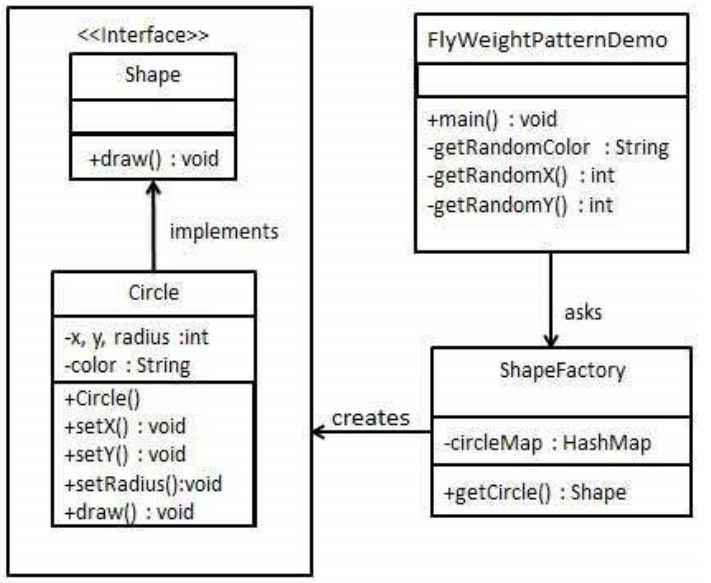 <<Interface>>
Shape
+draw() : void
implements
Circle
-x, y, radius :int
-color : String
+Circle()
+setX() : void
+setY() : void
+setRadius():void
+draw() : void
FlyWeightPatternDemo
+main() : void
-getRandomColor : String
-getRandomX() : int
-getRandomY() : int
asks
ShapeFactory
-circleMap : HashMap
+getCircle() : Shape
creates